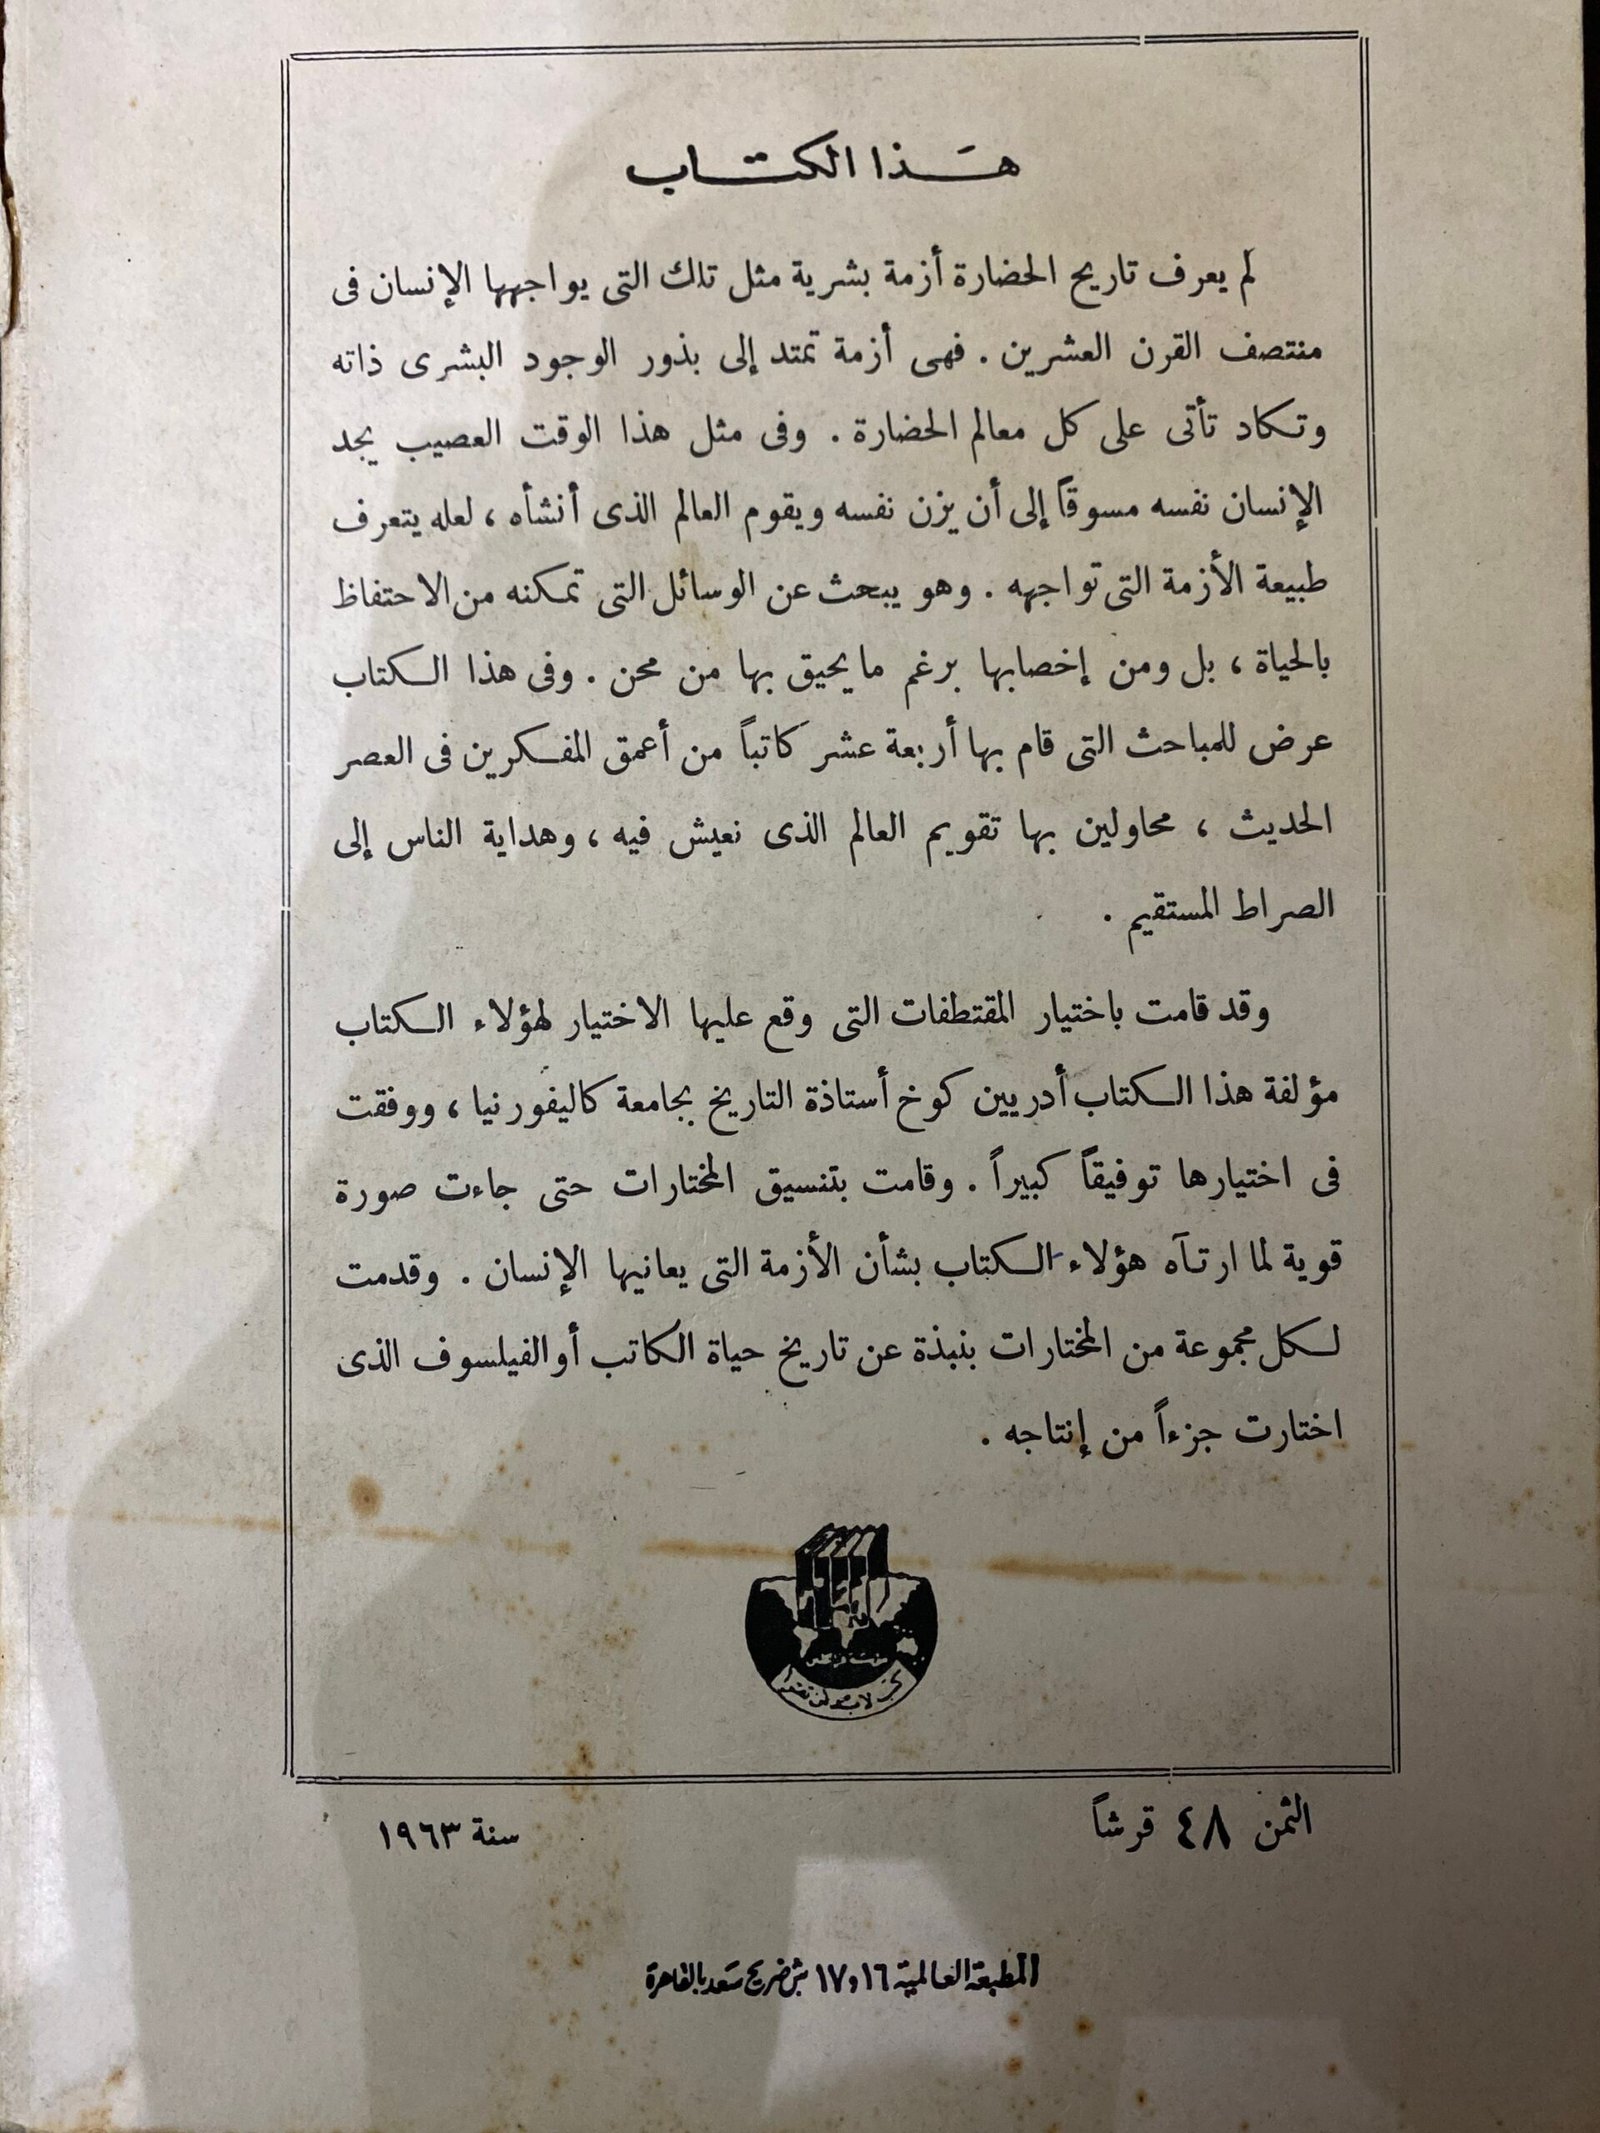 هذا الكتاب
لم يعرف تاريخ الحضارة أزمة بشرية مثل تلك التى يواجهها الإنسان فى
منتصف القرن العشرين . فهى أزمة تمتد إلى بذور الوجود البشرى ذاته
وتكاد تأتى على كل معالم الحضارة . وفى مثل هذا الوقت العصيب يجد
الإنسان نفسه مسوقاً إلى أن يزن نفسه ويقوم العالم الذى أنشأه ، لعله يتعرف
طبيعة الأزمة التى تواجهه . وهو يبحث عن الوسائل التى تمكنه من الاحتفاظ
بالحياة ، بل ومن إخصابها برغم ما يحيق بها من محن . وفى هذا الكتاب
عرض للمباحث التى قام بها أربعة عشر كاتباً من أعمق المفكرين فى العصر
الحديث ، محاولين بها تقويم العالم الذى نعيش فيه ، وهداية الناس إلى
الصراط المستقيم .
وقد قامت باختيار المقتطفات التى وقع عليها الاختيار لهؤلاء الكتاب
مؤلفة هذا الكتاب أدريين كوخ أستاذة التاريخ بجامعة كاليفورنيا ، ووفقت
فى اختيارها توفيقاً كبيراً . وقامت بتنسيق المختارات حتى جاءت صورة
قوية لما ارتآه هؤلاء الكتاب بشأن الأزمة التى يعانيها الإنسان . وقدمت
لكل مجموعة من المختارات بنبذة عن تاريخ حياة الكاتب أو الفيلسوف الذى
اختارت جزءاً من إنتاجه .
الثمن ٤٨ قرشاً
سنة ١٩٦٣
المطبعة العالمية ١٦ و ١٧ ش ضريح سعد بالقاهرة